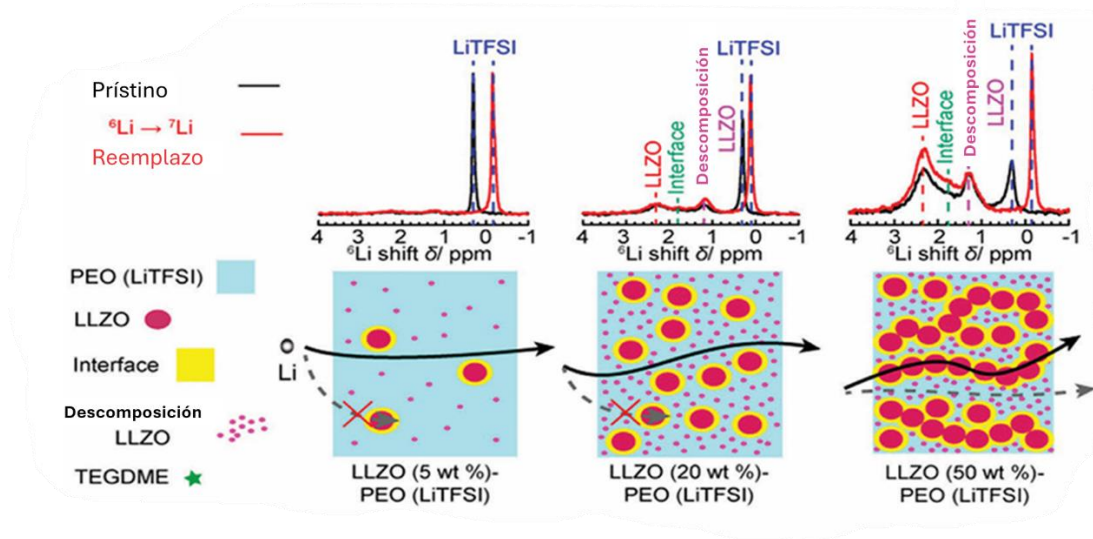 Prístino
⁶Li → ⁷Li
Reemplazo
LiTFSI
4 3 2 1 0 -1
⁶Li shift δ/ ppm
LLZO
Interface
Descomposición
LLZO
LiTFSI
4 3 2 1 0 -1
⁶Li shift δ/ ppm
LLZO
Interface
Descomposición
LLZO
LiTFSI
4 3 2 1 0 -1
⁶Li shift δ/ ppm
PEO (LiTFSI)
LLZO
Interface
Descomposición
LLZO
TEGDME
Li
LLZO (5 wt %)-
PEO (LiTFSI)
LLZO (20 wt %)-
PEO (LiTFSI)
LLZO (50 wt %)-
PEO (LiTFSI)